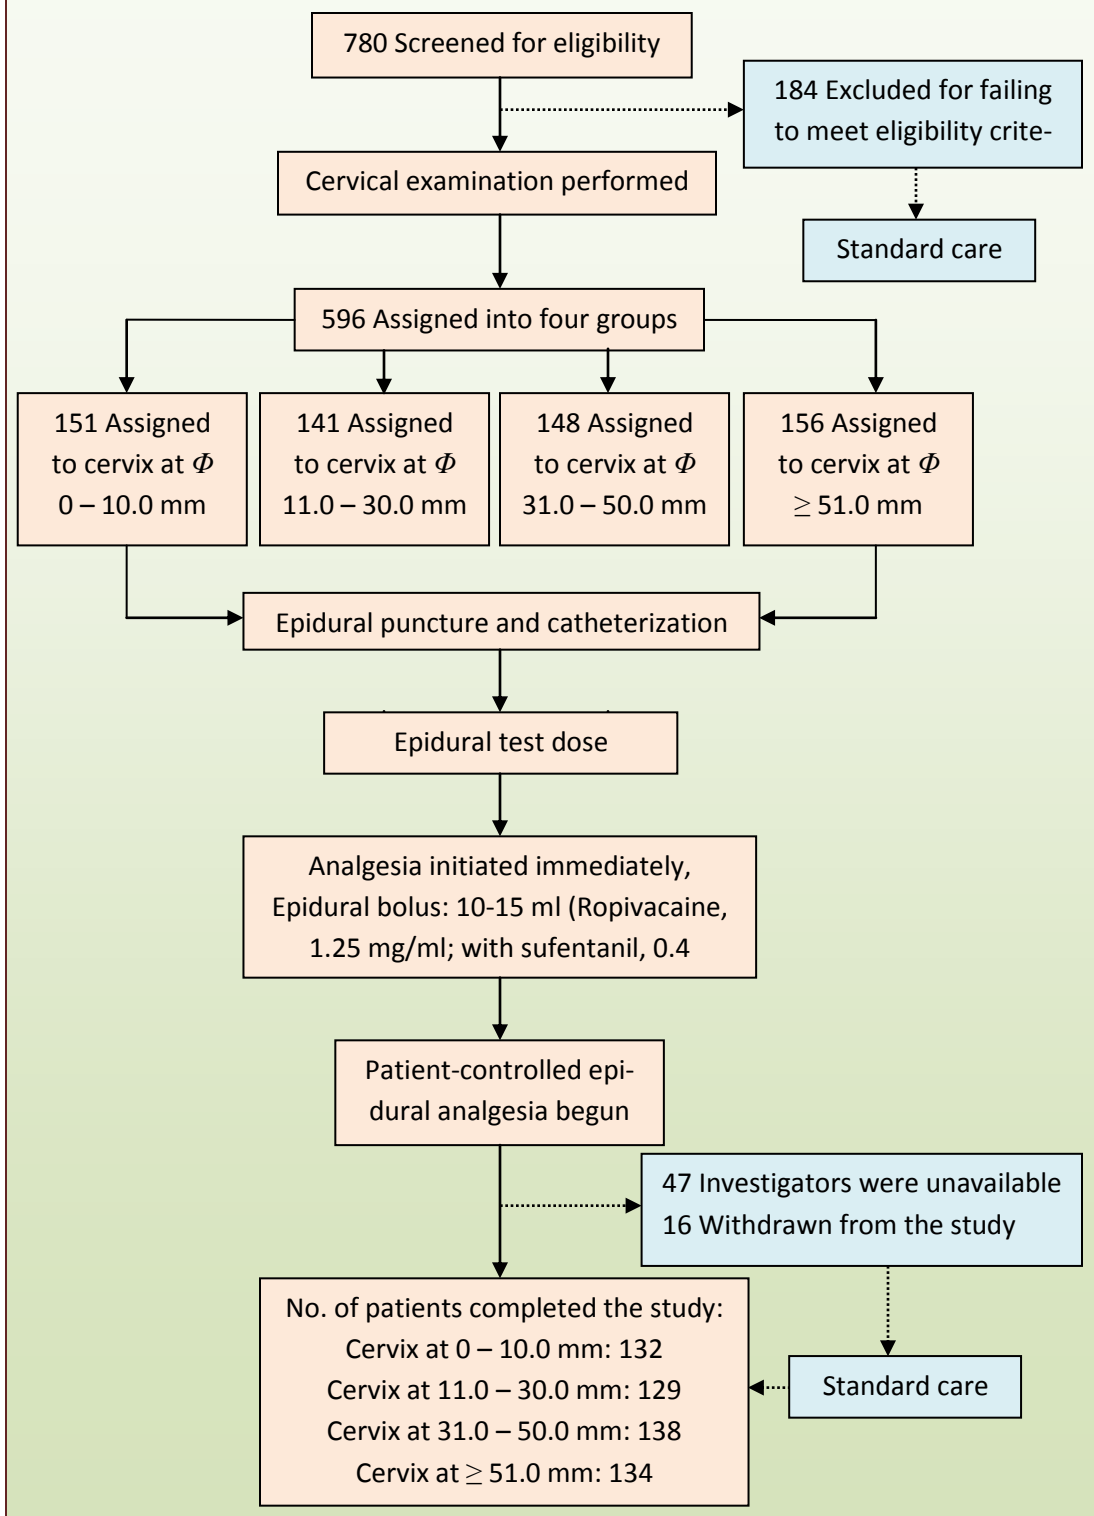 780 Screened for eligibility
184 Excluded for failing
to meet eligibility crite-
Cervical examination performed
Standard care
596 Assigned into four groups
151 Assigned
to cervix at Φ
0 – 10.0 mm
141 Assigned
to cervix at Φ
11.0 – 30.0 mm
148 Assigned
to cervix at Φ
31.0 – 50.0 mm
156 Assigned
to cervix at Φ
≥ 51.0 mm
Epidural puncture and catheterization
Epidural test dose
Analgesia initiated immediately,
Epidural bolus: 10-15 ml (Ropivacaine,
1.25 mg/ml; with sufentanil, 0.4
Patient-controlled epi-
dural analgesia begun
47 Investigators were unavailable
16 Withdrawn from the study
No. of patients completed the study:
Cervix at 0 – 10.0 mm: 132
Cervix at 11.0 – 30.0 mm: 129
Cervix at 31.0 – 50.0 mm: 138
Cervix at ≥ 51.0 mm: 134
Standard care